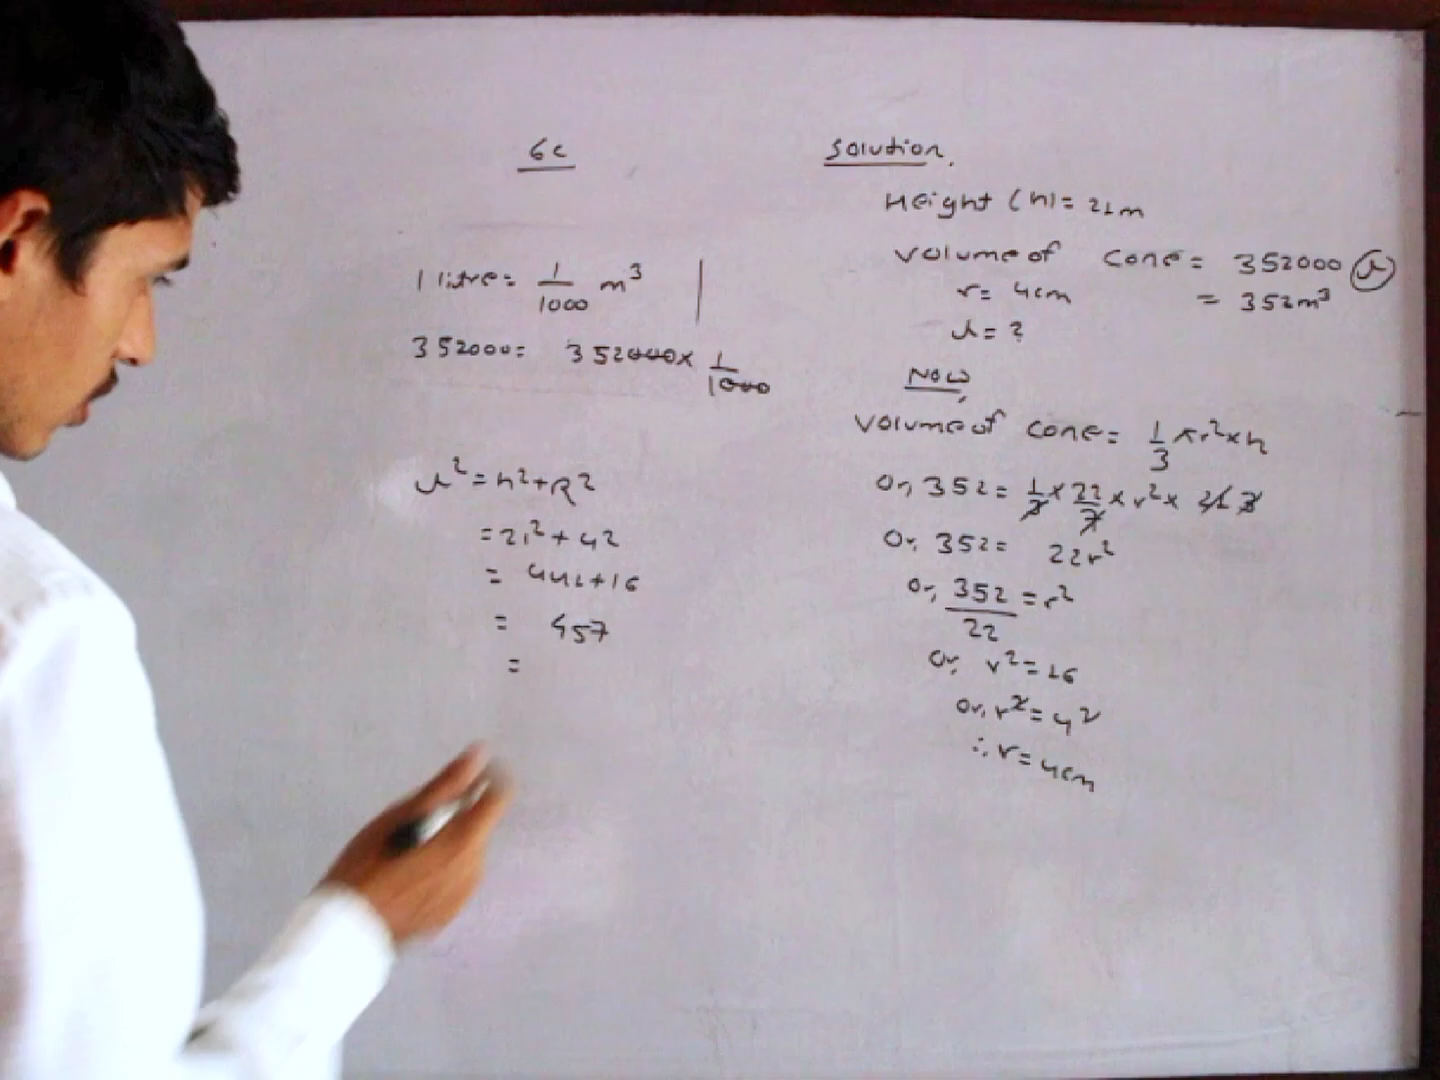 6c
1 litre = 1/1000 m³
352000 = 352000 × 1/1000
l² = h² + r²
= 21² + 4²
= 441 + 16
= 457
=
Solution,
Height (h) = 21m
Volume of cone = 352000 l
= 352m³
r = 4cm
l = ?
Now,
Volume of cone = 1/3 πr² × h
Or, 352 = 1/3 × 22/7 × r² × 21 3
Or, 352 = 22r²
Or, 352/22 = r²
Or, r² = 16
Or, r² = 4²
∴ r = 4cm